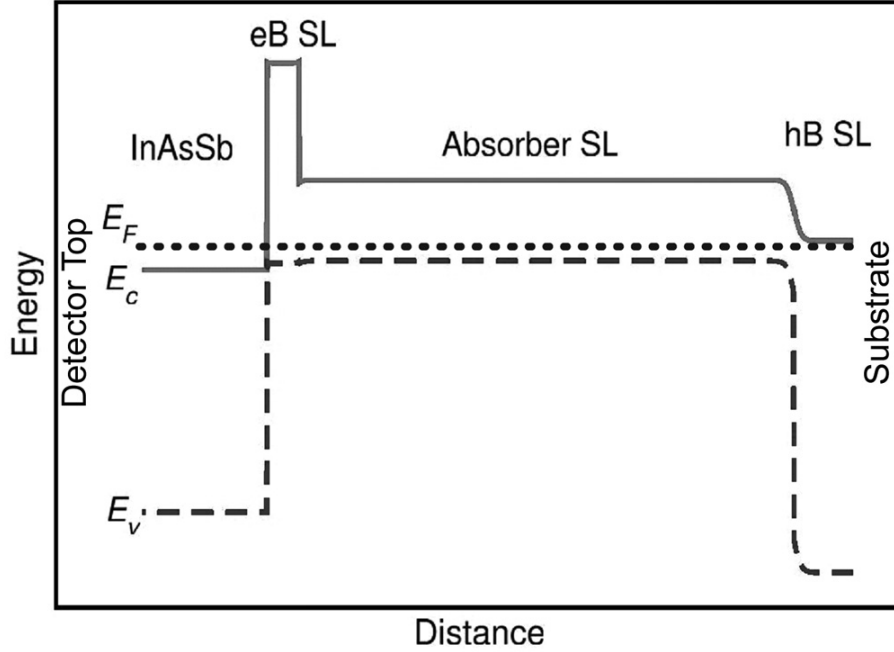 eB SL
InAsSb
Absorber SL
hB SL
E_F
E_c
E_v
Energy
Detector Top
Substrate
Distance